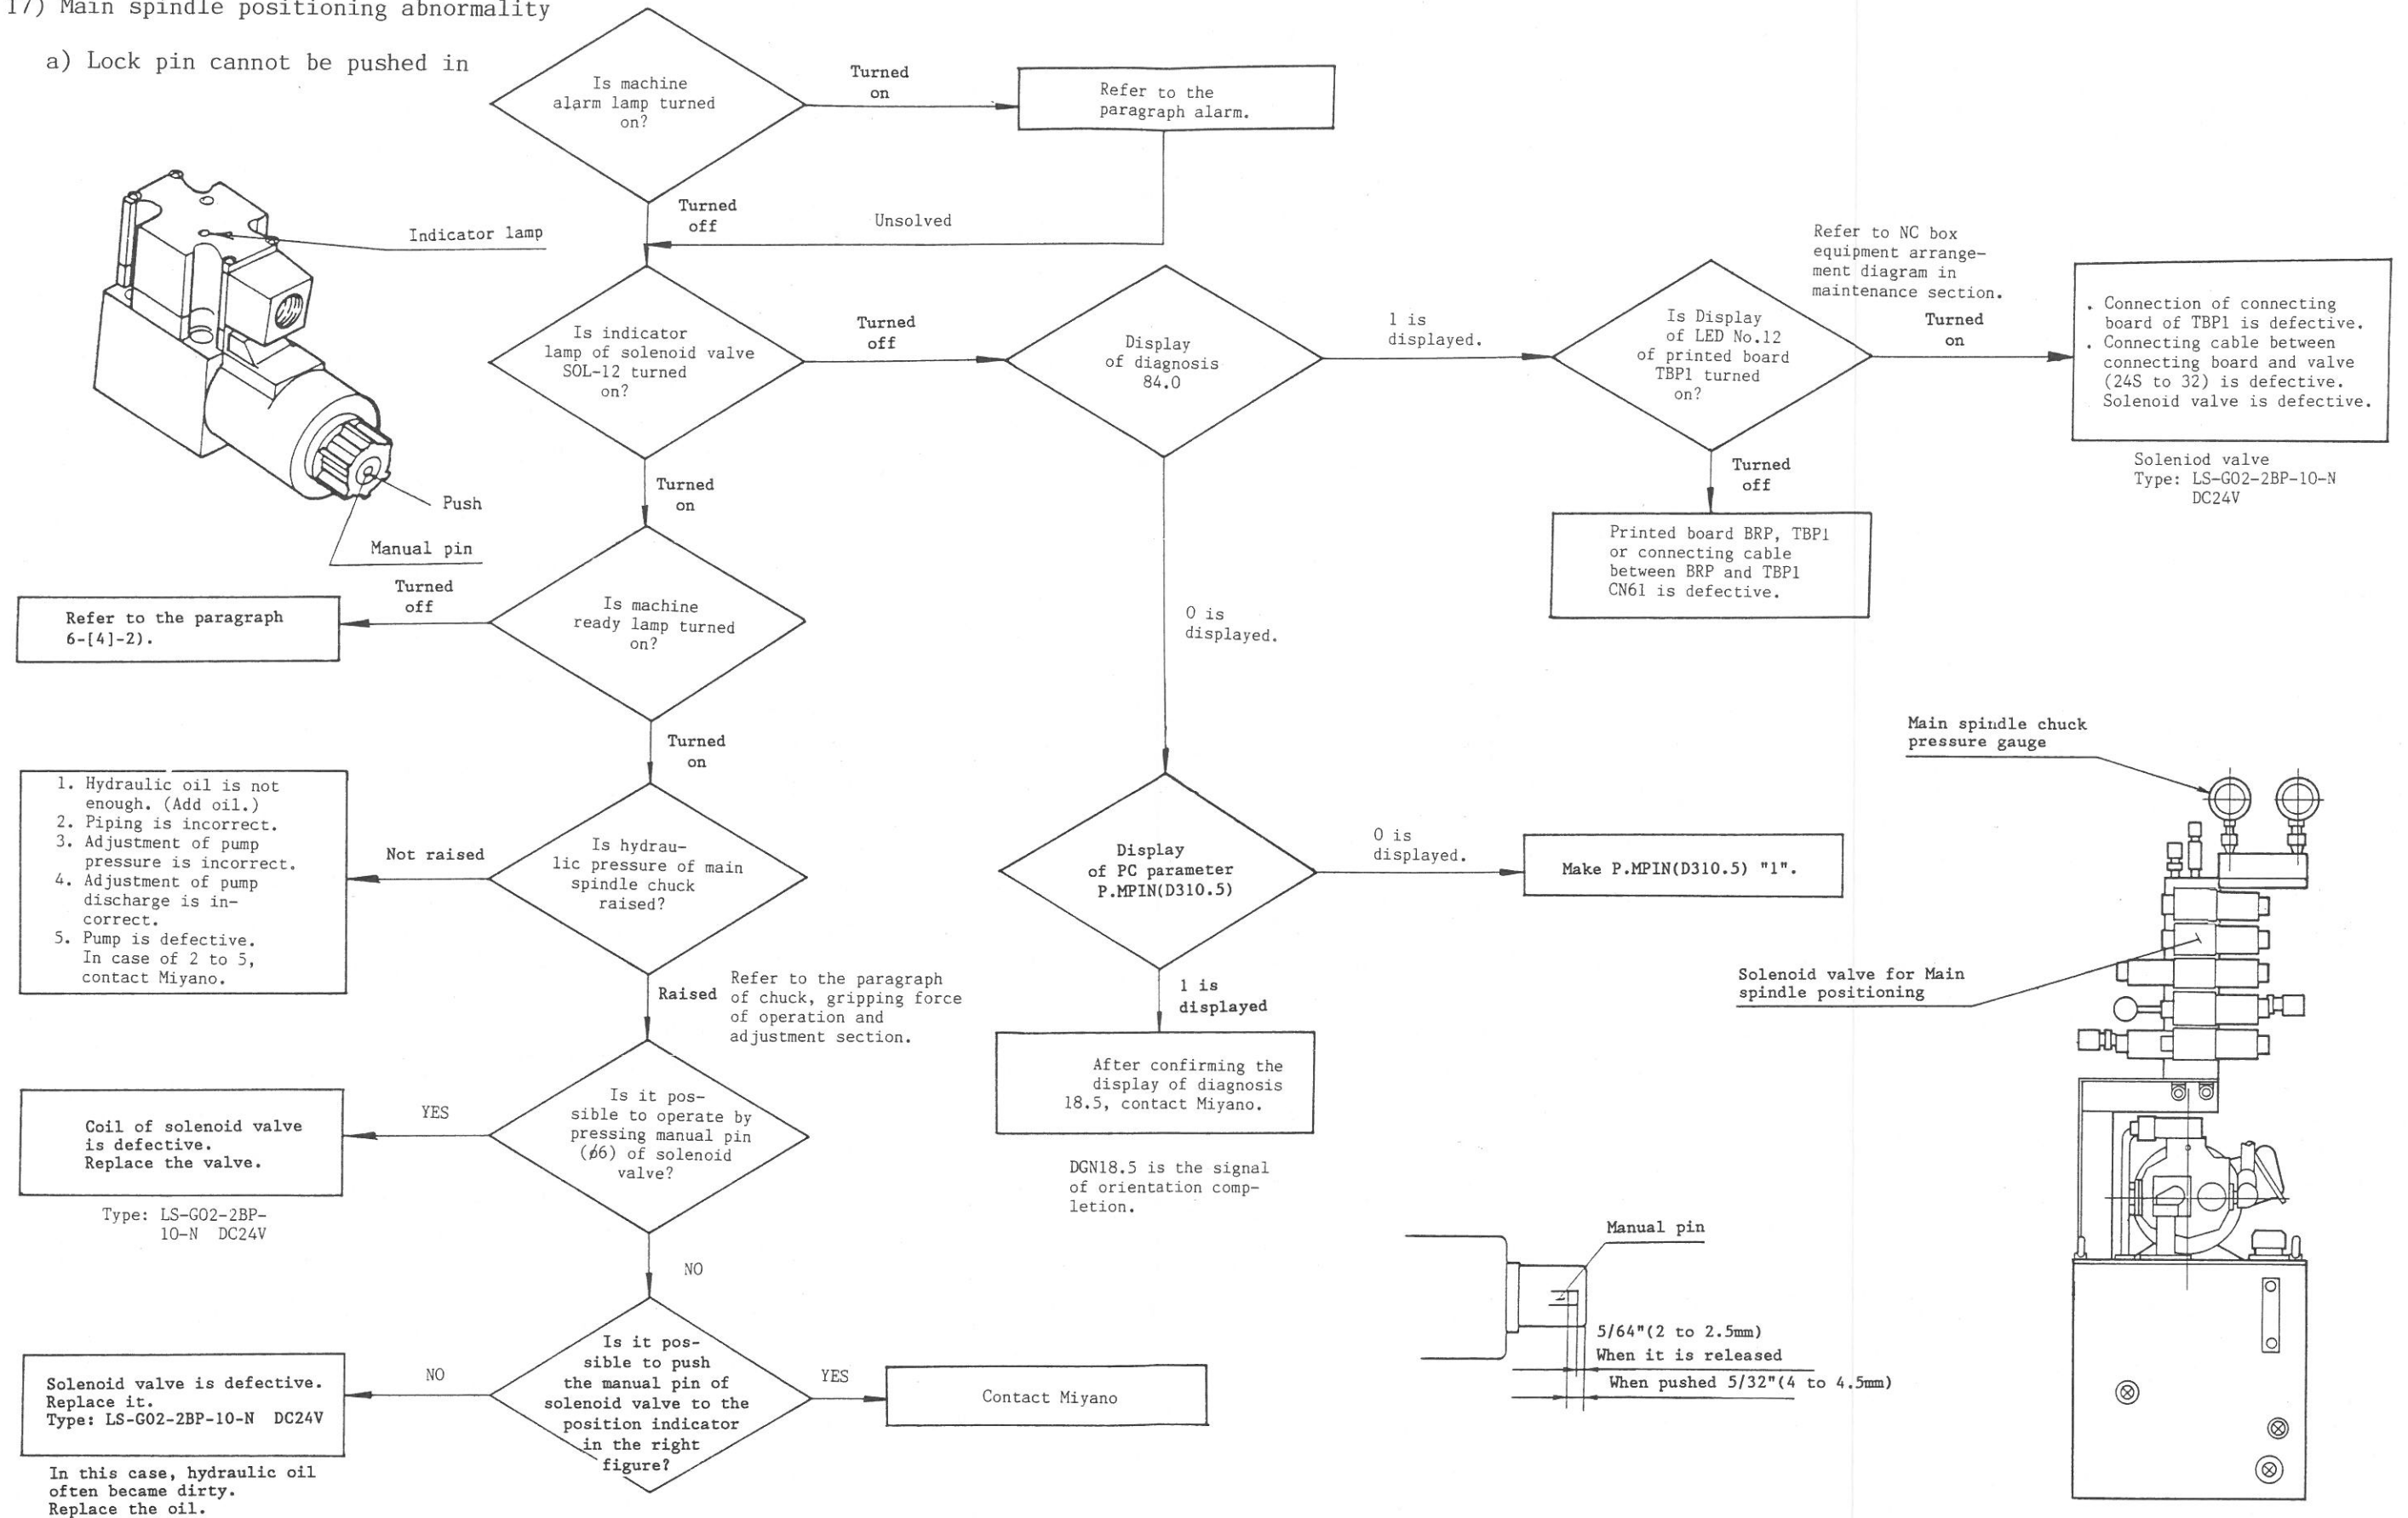 17) Main spindle positioning abnormality
a) Lock pin cannot be pushed in
Is machine
alarm lamp turned
on?
Turned
on
Refer to the
paragraph alarm.
Turned
off
Unsolved
Indicator lamp
Push
Manual pin
Is indicator
lamp of solenoid valve
SOL-12 turned
on?
Turned
off
Display
of diagnosis
84.0
1 is
displayed.
Is Display
of LED No.12
of printed board
TBP1 turned
on?
Refer to NC box
equipment arrange-
ment diagram in
maintenance section.
Turned
on
. Connection of connecting
board of TBP1 is defective.
. Connecting cable between
connecting board and valve
(24S to 32) is defective.
Solenoid valve is defective.
Soleniod valve
Type: LS-G02-2BP-10-N
DC24V
Turned
off
Printed board BRP, TBP1
or connecting cable
between BRP and TBP1
CN61 is defective.
Turned
on
Is machine
ready lamp turned
on?
Turned
off
Refer to the paragraph
6-[4]-2).
0 is
displayed.
Turned
on
Is hydrau-
lic pressure of main
spindle chuck
raised?
Not raised
1. Hydraulic oil is not
enough. (Add oil.)
2. Piping is incorrect.
3. Adjustment of pump
pressure is incorrect.
4. Adjustment of pump
discharge is in-
correct.
5. Pump is defective.
In case of 2 to 5,
contact Miyano.
Display
of PC parameter
P.MPIN(D310.5)
0 is
displayed.
Make P.MPIN(D310.5) "1".
1 is
displayed
After confirming the
display of diagnosis
18.5, contact Miyano.
DGN18.5 is the signal
of orientation comp-
letion.
Raised
Refer to the paragraph
of chuck, gripping force
of operation and
adjustment section.
Is it pos-
sible to operate by
pressing manual pin
(ø6) of solenoid
valve?
YES
Coil of solenoid valve
is defective.
Replace the valve.
Type: LS-G02-2BP-
10-N DC24V
NO
Is it pos-
sible to push
the manual pin of
solenoid valve to the
position indicator
in the right
figure?
NO
Solenoid valve is defective.
Replace it.
Type: LS-G02-2BP-10-N DC24V
In this case, hydraulic oil
often became dirty.
Replace the oil.
YES
Contact Miyano
Manual pin
5/64"(2 to 2.5mm)
When it is released
When pushed 5/32"(4 to 4.5mm)
Main spindle chuck
pressure gauge
Solenoid valve for Main
spindle positioning